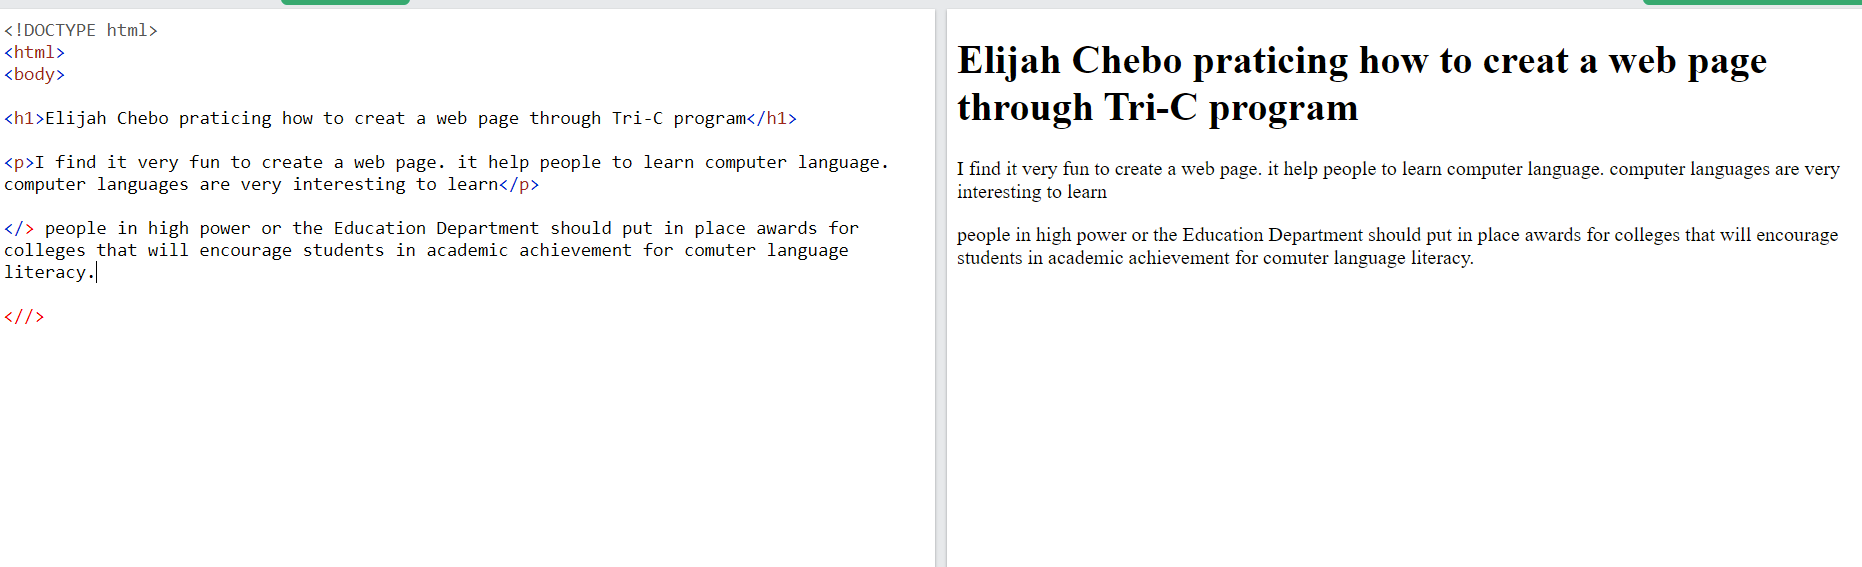 <!DOCTYPE html>
<html>
<body>
<h1>Elijah Chebo praticing how to creat a web page through Tri-C program</h1>
<p>I find it very fun to create a web page. it help people to learn computer language.
computer languages are very interesting to learn</p>
</> people in high power or the Education Department should put in place awards for
colleges that will encourage students in academic achievement for comuter language
literacy.
<//>
Elijah Chebo praticing how to creat a web page
through Tri-C program
I find it very fun to create a web page. it help people to learn computer language. computer languages are very
interesting to learn
people in high power or the Education Department should put in place awards for colleges that will encourage
students in academic achievement for comuter language literacy.